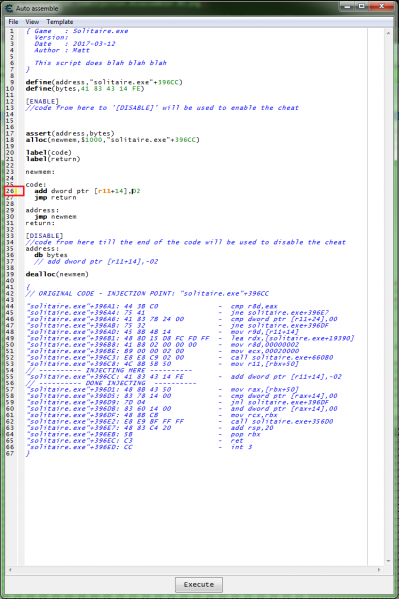 Auto assemble
File View Template
1 { Game : Solitaire.exe
2 Version:
3 Date : 2017-03-12
4 Author : Matt
5
6 This script does blah blah blah
7 }
8
9 define(address,"solitaire.exe"+396CC)
10 define(bytes,41 83 43 14 FE)
11
12 [ENABLE]
13 //code from here to '[DISABLE]' will be used to enable the cheat
14
15
16
17 assert(address,bytes)
18 alloc(newmem,$1000,"solitaire.exe"+396CC)
19
20 label(code)
21 label(return)
22
23 newmem:
24
25 code:
26 add dword ptr [r11+14],02
27 jmp return
28
29 address:
30 jmp newmem
31 return:
32
33 [DISABLE]
34 //code from here till the end of the code will be used to disable the cheat
35 address:
36 db bytes
37 // add dword ptr [r11+14],-02
38
39 dealloc(newmem)
40
41 {
42 // ORIGINAL CODE - INJECTION POINT: "solitaire.exe"+396CC
43
44 "solitaire.exe"+396A1: 44 3B C0 - cmp r8d,eax
45 "solitaire.exe"+396A4: 75 41 - jne solitaire.exe+396E7
46 "solitaire.exe"+396A6: 41 83 7B 24 00 - cmp dword ptr [r11+24],00
47 "solitaire.exe"+396AB: 75 32 - jne solitaire.exe+396DF
48 "solitaire.exe"+396AD: 45 8B 4B 14 - mov r9d,[r11+14]
49 "solitaire.exe"+396B1: 48 8D 15 D8 FC FD FF - lea rdx,[solitaire.exe+19390]
50 "solitaire.exe"+396B8: 41 B8 02 00 00 00 - mov r8d,00000002
51 "solitaire.exe"+396BE: B9 00 00 02 00 - mov ecx,00020000
52 "solitaire.exe"+396C3: E8 E8 C9 02 00 - call solitaire.exe+660B0
53 "solitaire.exe"+396C8: 4C 8B 5B 50 - mov r11,[rbx+50]
54 // ---------- INJECTING HERE ----------
55 "solitaire.exe"+396CC: 41 83 43 14 FE - add dword ptr [r11+14],-02
56 // ---------- DONE INJECTING ----------
57 "solitaire.exe"+396D1: 48 8B 43 50 - mov rax,[rbx+50]
58 "solitaire.exe"+396D5: 83 78 14 00 - cmp dword ptr [rax+14],00
59 "solitaire.exe"+396D9: 7D 04 - jnl solitaire.exe+396DF
60 "solitaire.exe"+396DB: 83 60 14 00 - and dword ptr [rax+14],00
61 "solitaire.exe"+396DF: 48 8B CB - mov rcx,rbx
62 "solitaire.exe"+396E2: E8 E9 BF FF FF - call solitaire.exe+356D0
63 "solitaire.exe"+396E7: 48 83 C4 20 - add rsp,20
64 "solitaire.exe"+396EB: 5B - pop rbx
65 "solitaire.exe"+396EC: C3 - ret
66 "solitaire.exe"+396ED: CC - int 3
67 }
Execute